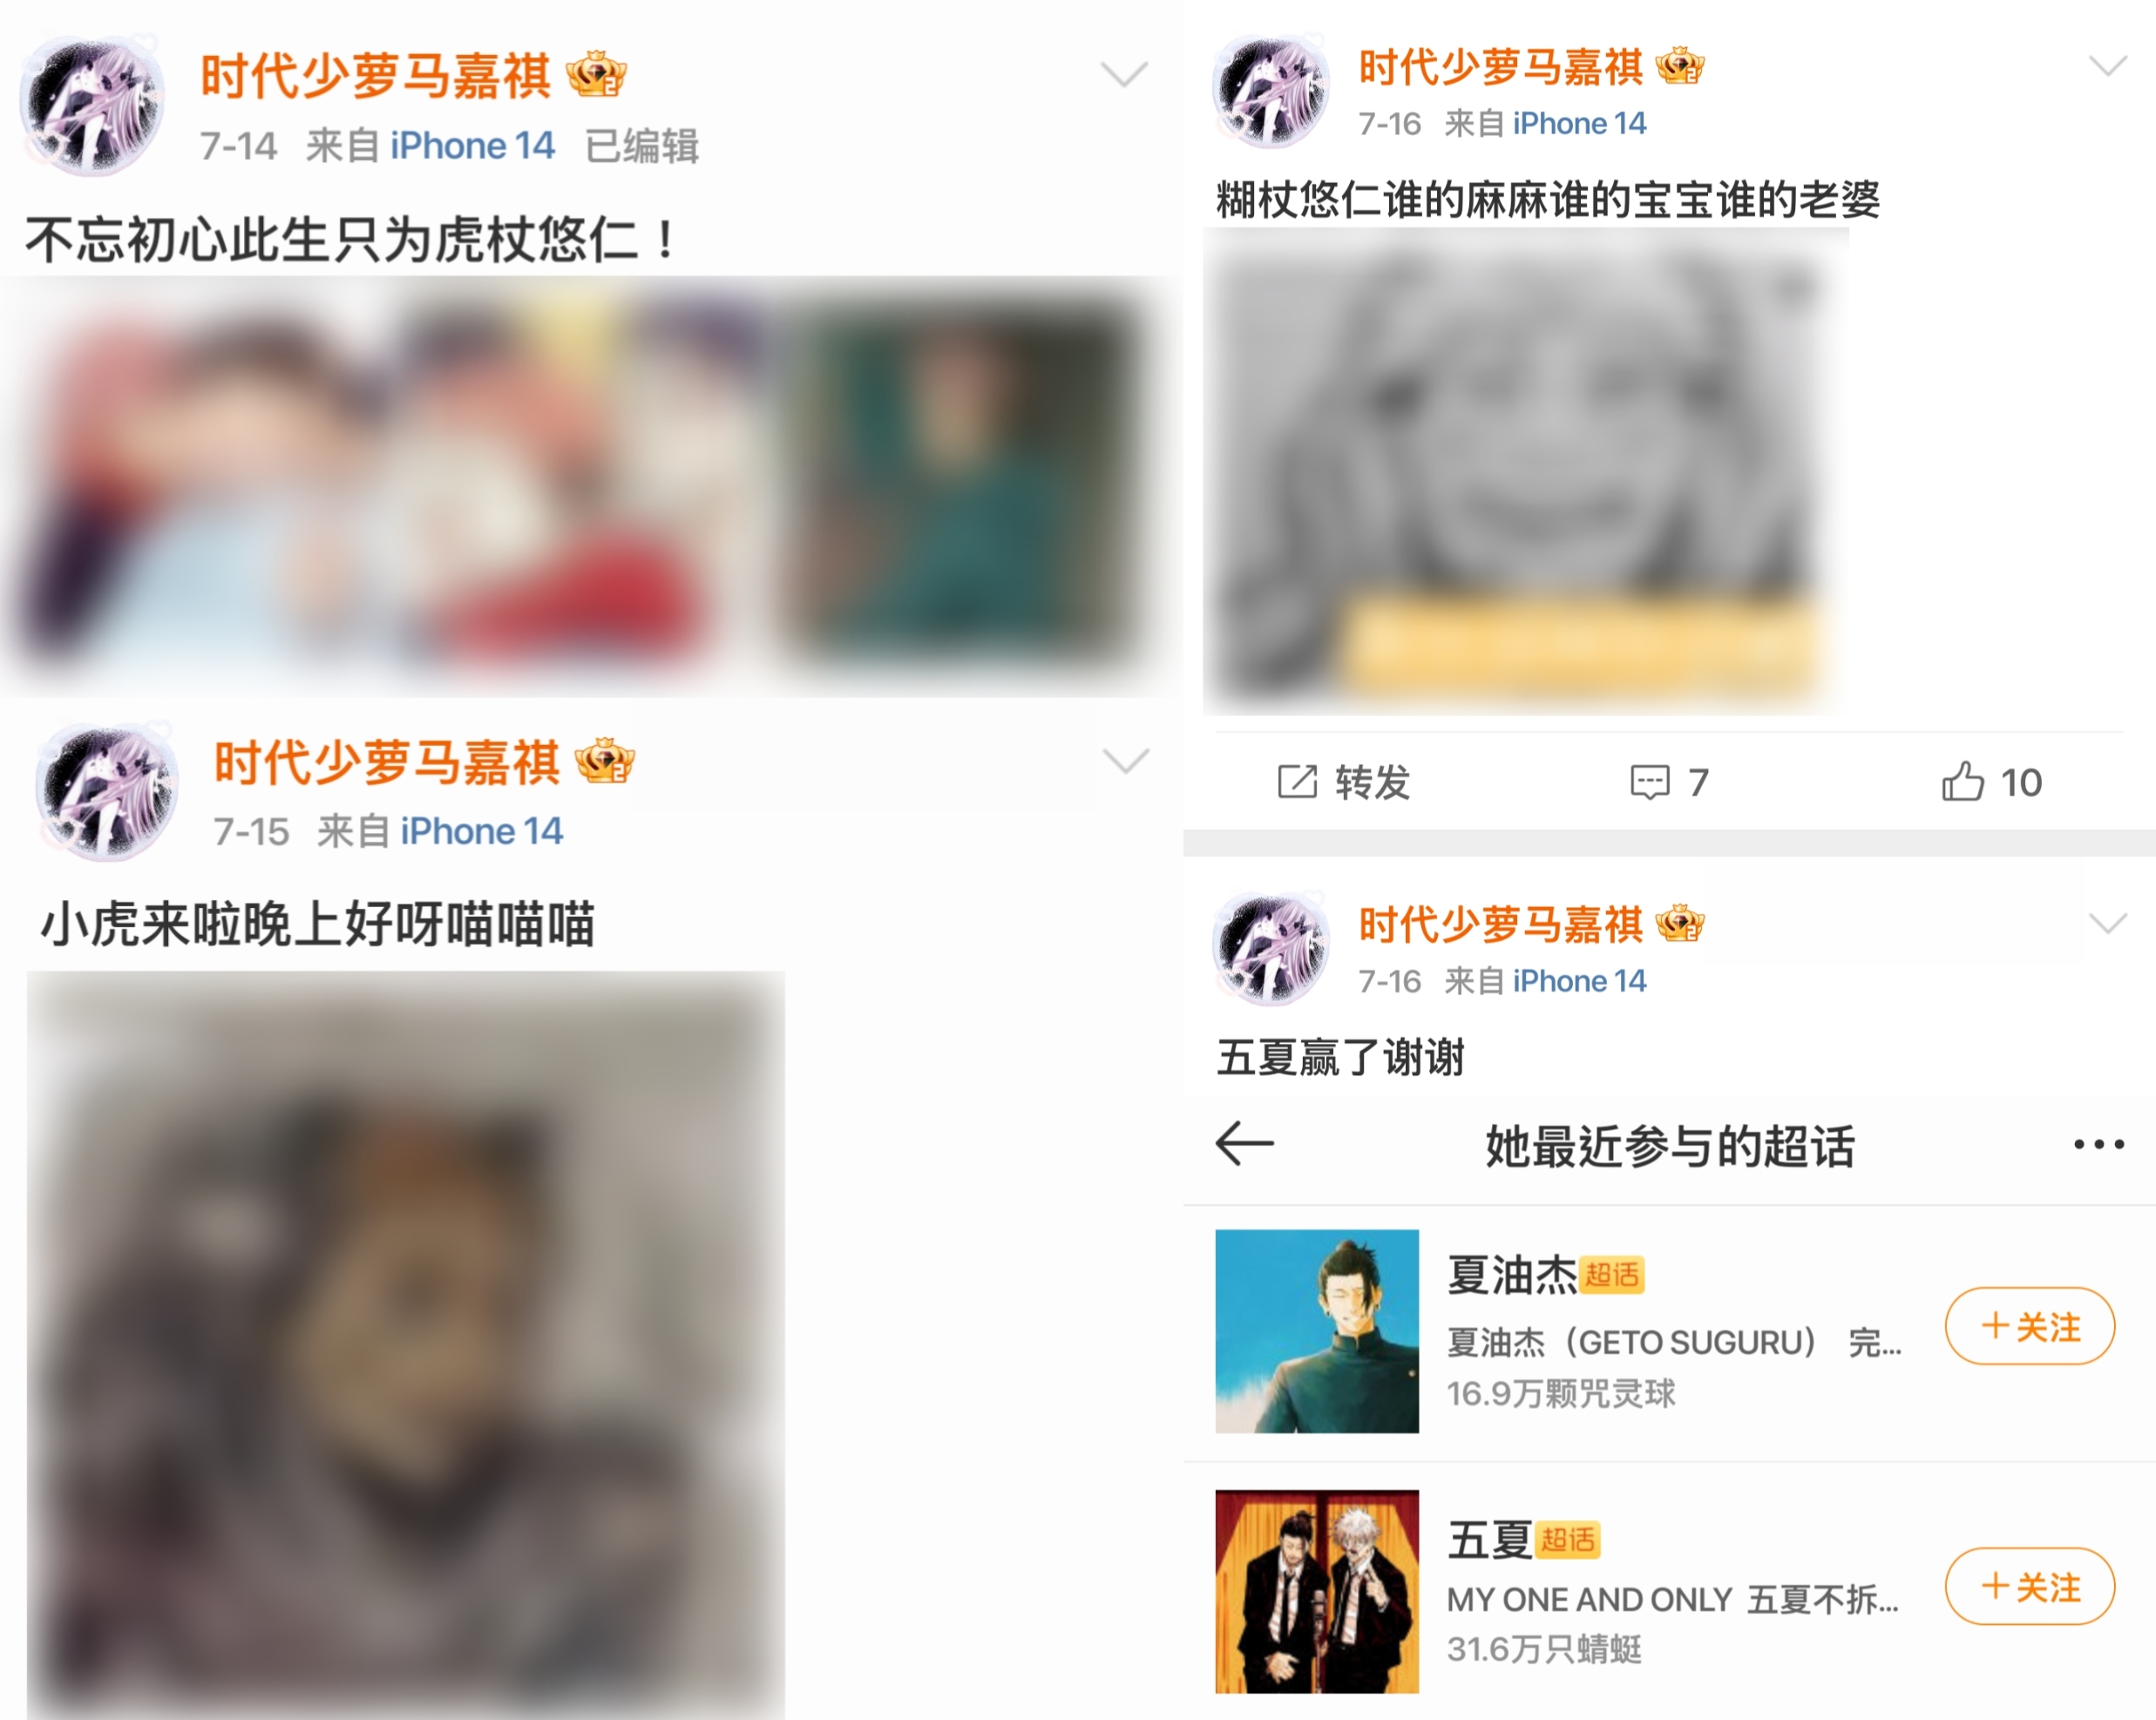 时代少萝马嘉祺
7-14 来自 iPhone 14 已编辑
不忘初心此生只为虎杖悠仁！
时代少萝马嘉祺
7-15 来自 iPhone 14
小虎来啦晚上好呀喵喵喵
时代少萝马嘉祺
7-16 来自 iPhone 14
糊杖悠仁谁的麻麻谁的宝宝谁的老婆
转发 7 10
时代少萝马嘉祺
7-16 来自 iPhone 14
五夏赢了谢谢
她最近参与的超话
夏油杰超话
夏油杰（GETO SUGURU） 完...
16.9万颗咒灵球
+关注
五夏超话
MY ONE AND ONLY 五夏不拆...
31.6万只蜻蜓
+关注